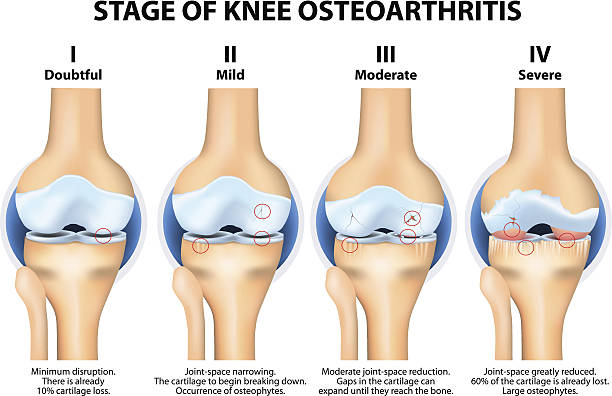 STAGE OF KNEE OSTEOARTHRITIS
I
Doubtful
II
Mild
III
Moderate
IV
Severe
Minimum disruption.
There is already
10% cartilage loss.
Joint-space narrowing.
The cartilage to begin breaking down.
Occurrence of osteophytes.
Moderate joint-space reduction.
Gaps in the cartilage can
expand until they reach the bone.
Joint-space greatly reduced.
60% of the cartilage is already lost.
Large osteophytes.